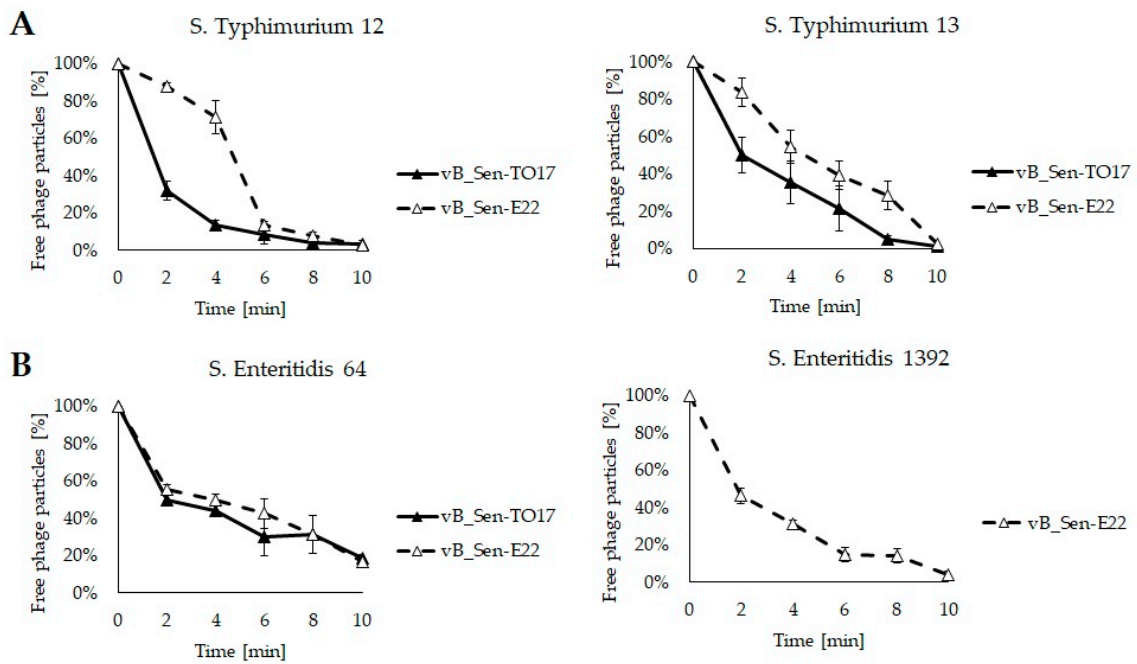 A
S. Typhimurium 12
Free phage particles [%]
100%
80%
60%
40%
20%
0%
0 2 4 6 8 10
Time [min]
vB_Sen-TO17
vB_Sen-E22
S. Typhimurium 13
Free phage particles [%]
100%
80%
60%
40%
20%
0%
0 2 4 6 8 10
Time [min]
vB_Sen-TO17
vB_Sen-E22
B
S. Enteritidis 64
Free phage particles [%]
100%
80%
60%
40%
20%
0%
0 2 4 6 8 10
Time [min]
vB_Sen-TO17
vB_Sen-E22
S. Enteritidis 1392
Free phage particles [%]
100%
80%
60%
40%
20%
0%
0 2 4 6 8 10
Time [min]
vB_Sen-E22